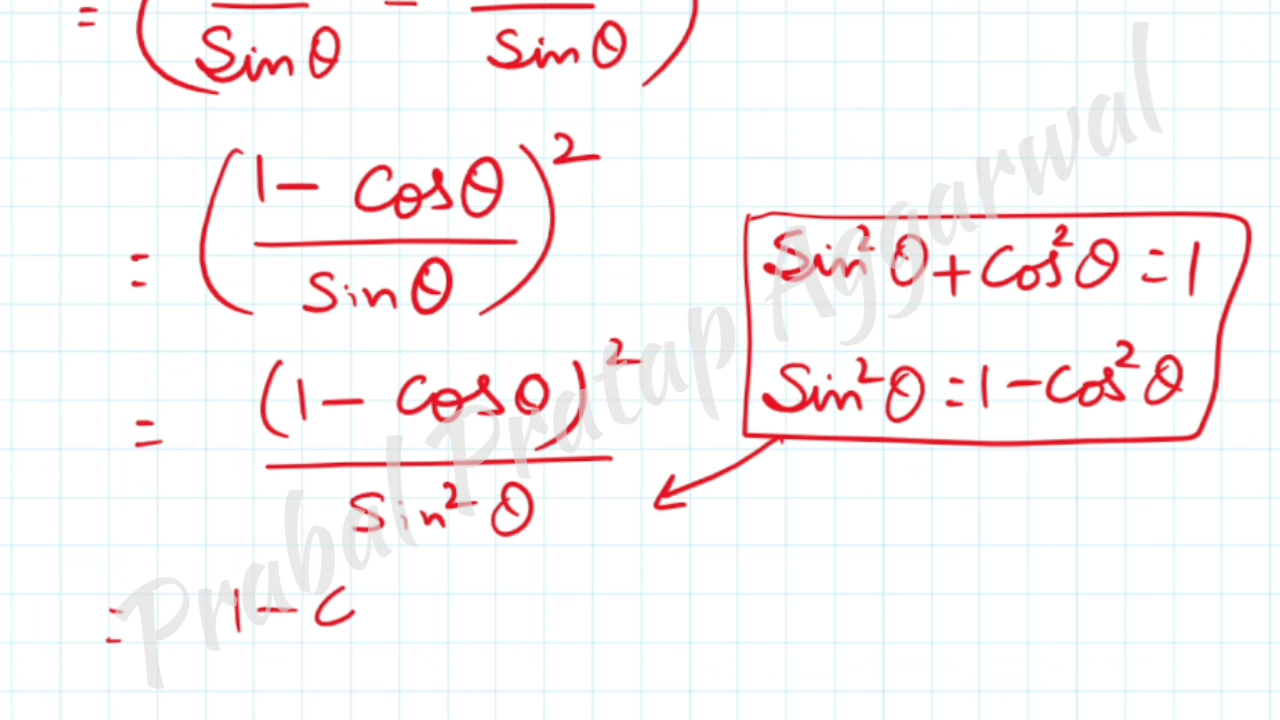 = ( / sinθ - / sinθ )
= ((1 - cosθ) / sinθ)²
= (1 - cosθ)² / sin²θ
= 1 - c
sin²θ + cos²θ = 1
sin²θ = 1 - cos²θ
Prabal Pratap Aggarwal